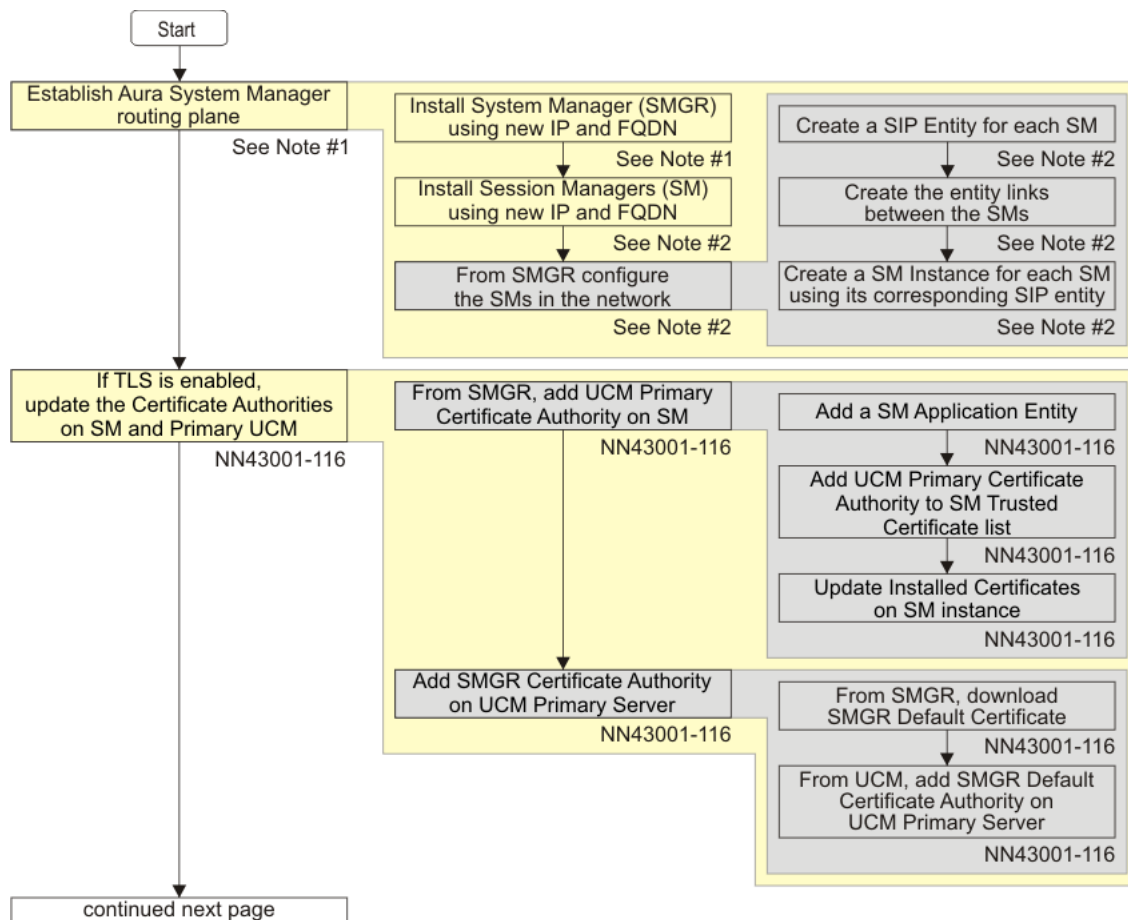 Start
Establish Aura System Manager
routing plane
See Note #1
Install System Manager (SMGR)
using new IP and FQDN
See Note #1
Install Session Managers (SM)
using new IP and FQDN
See Note #2
From SMGR configure
the SMs in the network
See Note #2
Create a SIP Entity for each SM
See Note #2
Create the entity links
between the SMs
See Note #2
Create a SM Instance for each SM
using its corresponding SIP entity
See Note #2
If TLS is enabled,
update the Certificate Authorities
on SM and Primary UCM
NN43001-116
From SMGR, add UCM Primary
Certificate Authority on SM
NN43001-116
Add a SM Application Entity
NN43001-116
Add UCM Primary Certificate
Authority to SM Trusted
Certificate list
NN43001-116
Update Installed Certificates
on SM instance
NN43001-116
Add SMGR Certificate Authority
on UCM Primary Server
NN43001-116
From SMGR, download
SMGR Default Certificate
NN43001-116
From UCM, add SMGR Default
Certificate Authority on
UCM Primary Server
NN43001-116
continued next page